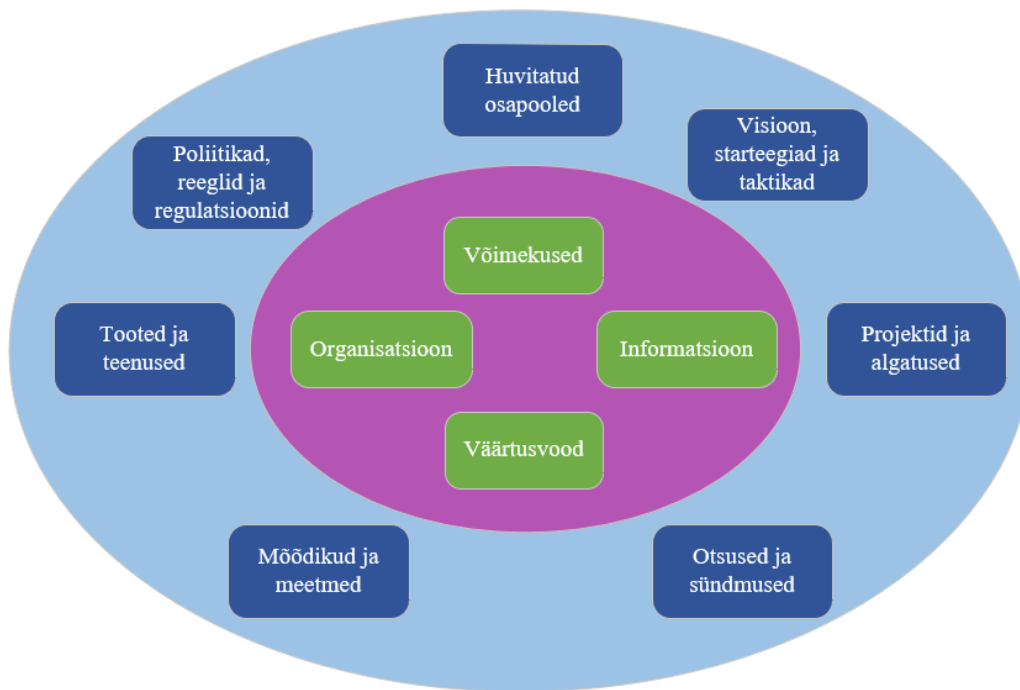 Huvitatud
osapooled
Visioon,
starteegiad ja
taktikad
Poliitikad,
reeglid ja
regulatsioonid
Võimekused
Tooted ja
teenused
Organisatsioon
Informatsioon
Projektid ja
algatused
Väärtusvood
Mõõdikud ja
meetmed
Otsused ja
sündmused